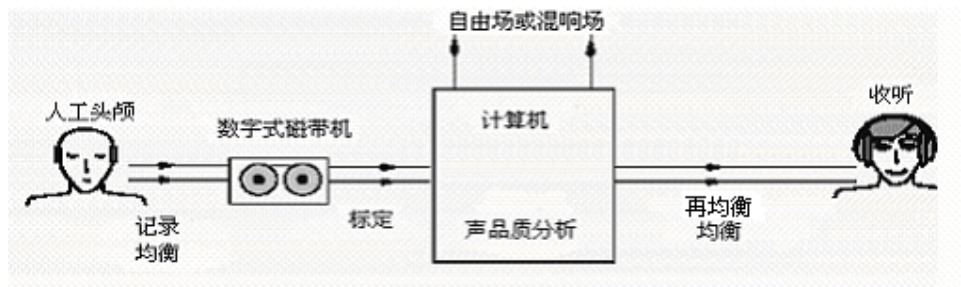 自由场或混响场
人工头颅
数字式磁带机
计算机
收听
记录
均衡
标定
声品质分析
再均衡
均衡